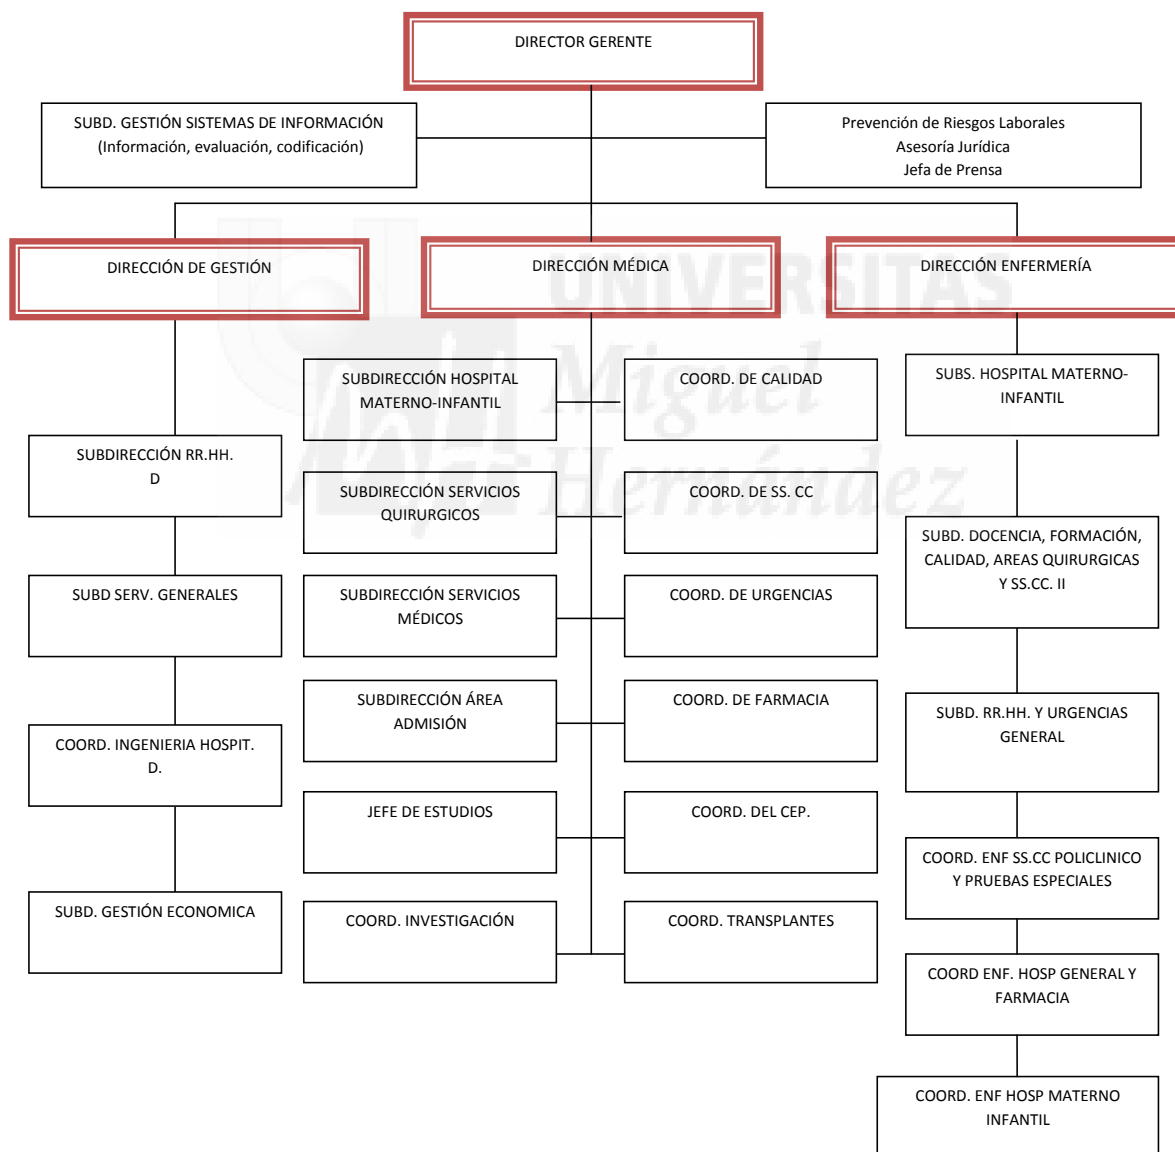 DIRECTOR GERENTE
SUBD. GESTIÓN SISTEMAS DE INFORMACIÓN
(Información, evaluación, codificación)
Prevención de Riesgos Laborales
Asesoría Jurídica
Jefa de Prensa
DIRECCIÓN DE GESTIÓN
DIRECCIÓN MÉDICA
DIRECCIÓN ENFERMERÍA
UNIVERSITAS
Miguel
Hernández
SUBDIRECCIÓN RR.HH.
D
SUBD SERV. GENERALES
COORD. INGENIERIA HOSPIT.
D.
SUBD. GESTIÓN ECONOMICA
SUBDIRECCIÓN HOSPITAL
MATERNO-INFANTIL
COORD. DE CALIDAD
SUBDIRECCIÓN SERVICIOS
QUIRURGICOS
COORD. DE SS. CC
SUBDIRECCIÓN SERVICIOS
MÉDICOS
COORD. DE URGENCIAS
SUBDIRECCIÓN ÁREA
ADMISIÓN
COORD. DE FARMACIA
JEFE DE ESTUDIOS
COORD. DEL CEP.
COORD. INVESTIGACIÓN
COORD. TRANSPLANTES
SUBS. HOSPITAL MATERNO-
INFANTIL
SUBD. DOCENCIA, FORMACIÓN,
CALIDAD, AREAS QUIRURGICAS
Y SS.CC. II
SUBD. RR.HH. Y URGENCIAS
GENERAL
COORD. ENF SS.CC POLICLINICO
Y PRUEBAS ESPECIALES
COORD ENF. HOSP GENERAL Y
FARMACIA
COORD. ENF HOSP MATERNO
INFANTIL